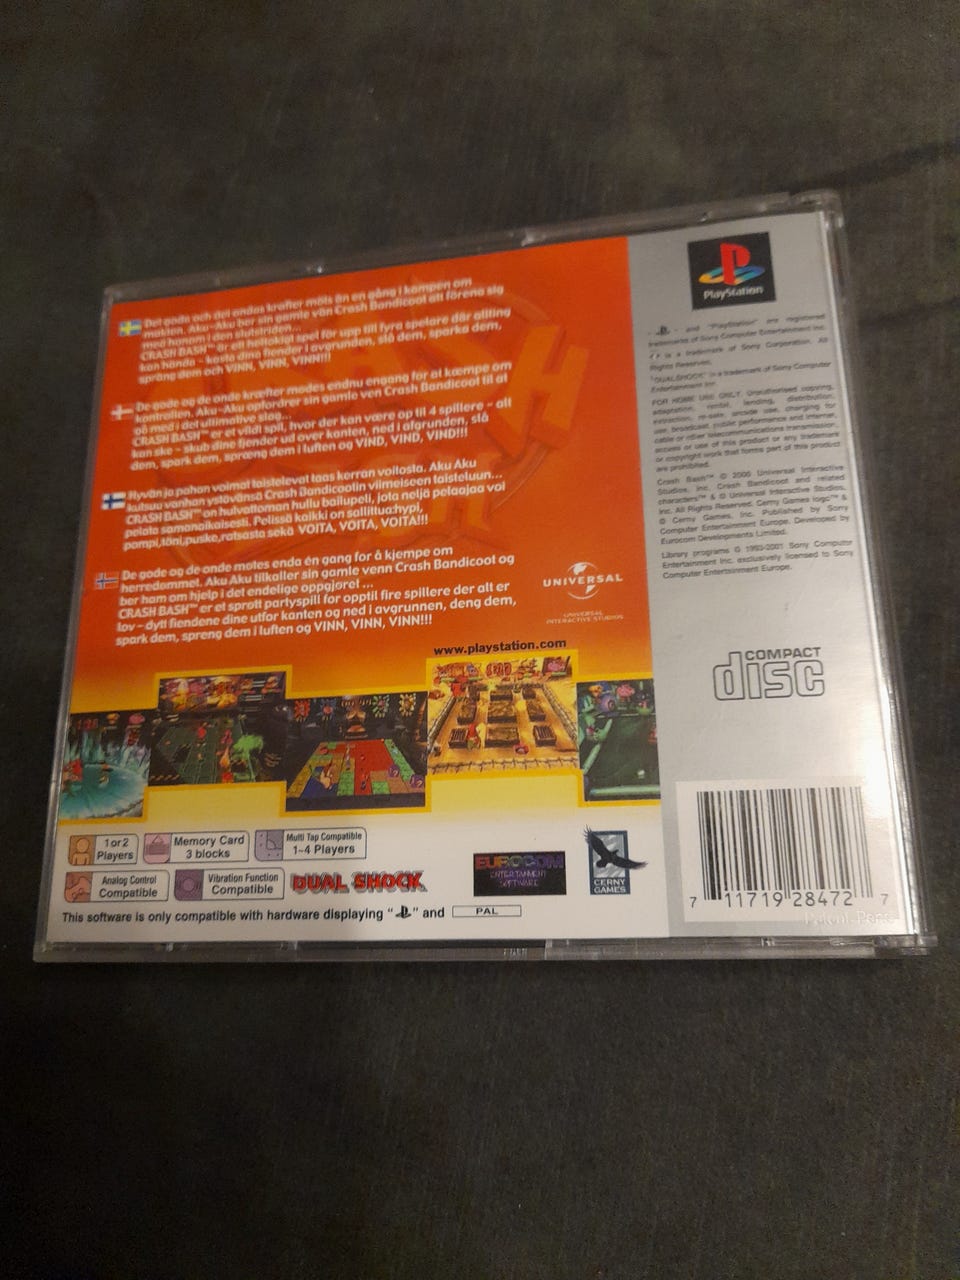 Det gode och det ondas krafter möts än en gång i kampen om
makten. Aku-Aku ber sin gamle vän Crash Bandicoot att förena sig
med honom i den slutstriden...
CRASH BASH™ är ett helfokigt spel för upp till fyra spelare där allting
kan hända - kasta dine fiender i avgrunden, slå dem, sparka dem,
spräng dem och VINN, VINN, VINN!!!
De gode og de onde kræfter mødes endnu engang for at kæmpe om
kontrollen. Aku-Aku opfordrer sin gamle ven Crash Bandicoot til at
gå med i det ultimative slag...
CRASH BASH™ er et vildt spil, hvor der kan være op til 4 spillere - alt
kan ske - skub dine fjender ud over kanten, ned i afgrunden, slå
dem, spark dem, spræng dem i luften og VIND, VIND, VIND!!!
Hyvän ja pahan voimat taistelevat taas kerran voitosta. Aku Aku
kutsuu vanhan ystävänsä Crash Bandicootin viimeiseen taisteluun...
CRASH BASH™ on hulvattoman hullu bailupeli, jota neljä pelaajaa voi
pelata samanaikaisesti. Pelissä kaikki on sallittua:hypi,
pompi,töni,puske,ratsasta sekä VOITA, VOITA, VOITA!!!
De gode og de onde møtes enda én gang for å kjempe om
herredømmet. Aku Aku tilkaller sin gamle venn Crash Bandicoot og
ber ham om hjelp i det endelige oppgjøret ...
CRASH BASH™ er et sprøtt partyspill for opptil fire spillere der alt er
lov - dytt fiendene dine utfor kanten og ned i avgrunnen, deng dem,
spark dem, spreng dem i luften og VINN, VINN, VINN!!!
UNIVERSAL
UNIVERSAL
INTERACTIVE STUDIOS
www.playstation.com
1 or 2
Players
Memory Card
3 blocks
Multi Tap Compatible
1-4 Players
Analog Control
Compatible
Vibration Function
Compatible
DUAL SHOCK
EUROCOM
ENTERTAINMENT
SOFTWARE
CERNY
GAMES
This software is only compatible with hardware displaying " " and PAL
PlayStation
" " and "PlayStation" are registered
trademarks of Sony Computer Entertainment Inc.
" " is a trademark of Sony Corporation. All
Rights Reserved.
"DUALSHOCK" is a trademark of Sony Computer
Entertainment Inc.
FOR HOME USE ONLY. Unauthorised copying,
adaptation, rental, lending, distribution,
extraction, re-sale, arcade use, charging for
use, broadcast, public performance and internet,
cable or other telecommunications transmission,
access or use of this product or any trademark
or copyright work that forms part of this product
are prohibited.
Crash Bash™ © 2000 Universal Interactive
Studios, Inc. Crash Bandicoot and related
characters™ & © Universal Interactive Studios,
Inc. All Rights Reserved. Cerny Games logo™ &
© Cerny Games, Inc. Published by Sony
Computer Entertainment Europe. Developed by
Eurocom Developments Limited.
Library programs © 1993-2001 Sony Computer
Entertainment Inc. exclusively licensed to Sony
Computer Entertainment Europe.
COMPACT
disc
7 11719 28472 7